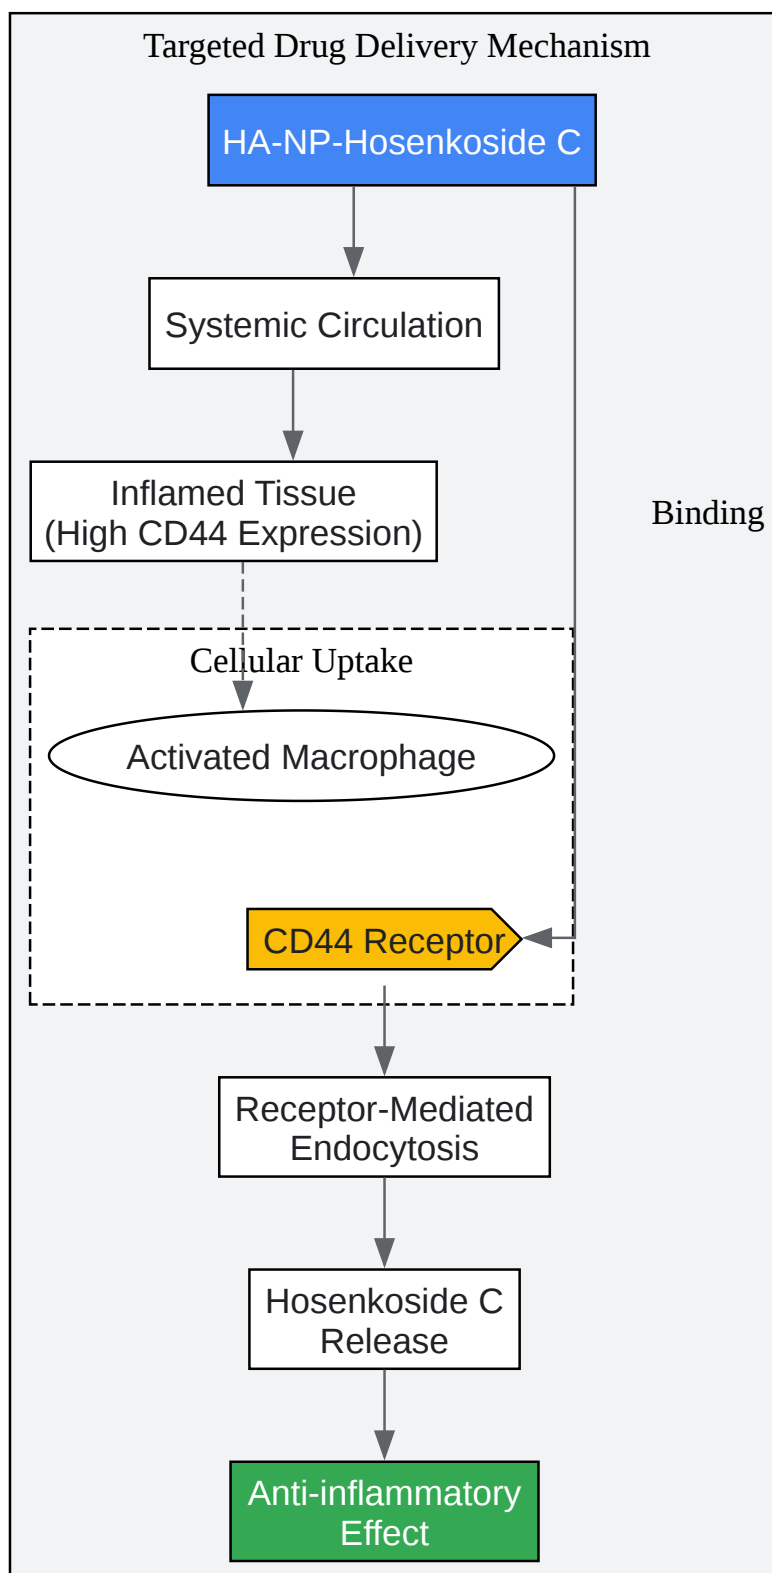 Targeted Drug Delivery Mechanism
HA-NP-Hosenkoside C
Systemic Circulation
Inflamed Tissue
(High CD44 Expression)
Binding
Cellular Uptake
Activated Macrophage
CD44 Receptor
Receptor-Mediated
Endocytosis
Hosenkoside C
Release
Anti-inflammatory
Effect